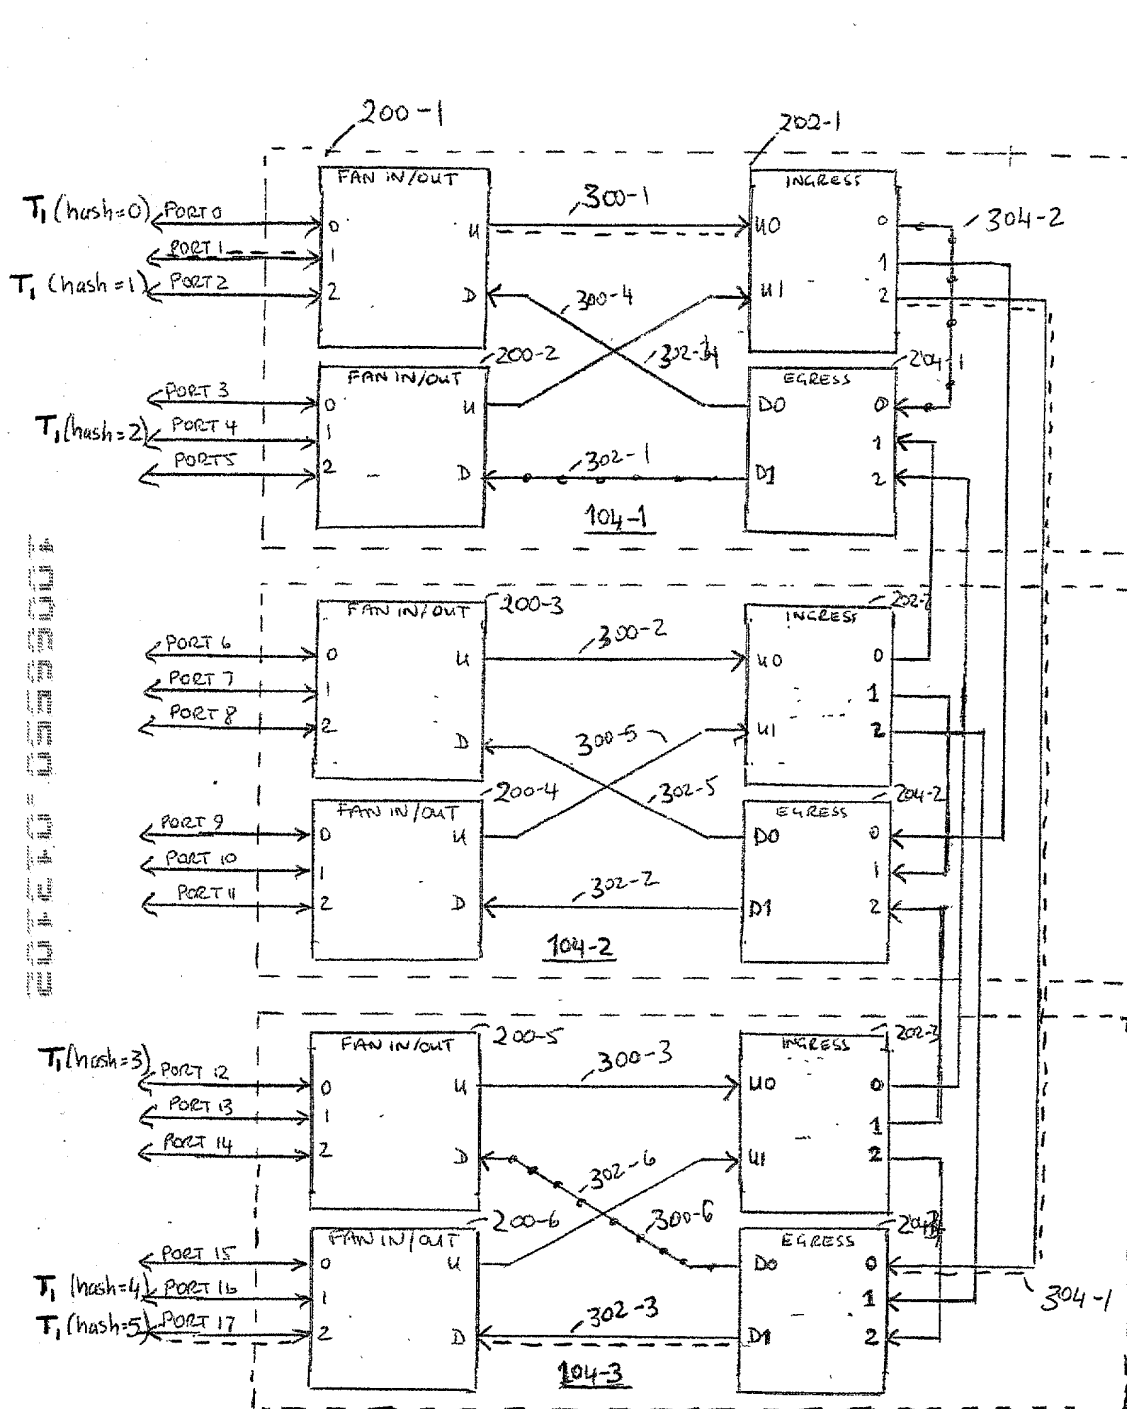 200-1
202-1
FAN IN/OUT
INGRESS
T1 (hash=0)
PORT 0
0
U
300-1
U0
0
304-2
PORT 1
1
1
T1 (hash=1)
PORT 2
2
D
300-4
U1
2
200-2
204-1
FAN IN/OUT
EGRESS
PORT 3
0
U
D0
0
T1(hash=2)
PORT 4
1
1
PORT 5
2
D
302-1
D1
2
104-1
200-3
FAN IN/OUT
INGRESS
PORT 6
0
U
300-2
U0
0
PORT 7
1
1
PORT 8
2
D
300-5
U1
2
200-4
302-5
204-2
FAN IN/OUT
EGRESS
PORT 9
0
U
D0
0
PORT 10
1
1
PORT 11
2
D
302-2
D1
2
104-2
200-5
202-3
FAN IN/OUT
INGRESS
T1(hash=3)
PORT 12
0
U
300-3
U0
0
PORT 13
1
1
PORT 14
2
D
302-6
U1
2
200-6
300-6
FAN IN/OUT
EGRESS
PORT 15
0
U
D0
0
T1 (hash=4)
PORT 16
1
1
304-1
T1 (hash=5)
PORT 17
2
D
302-3
D1
2
104-3